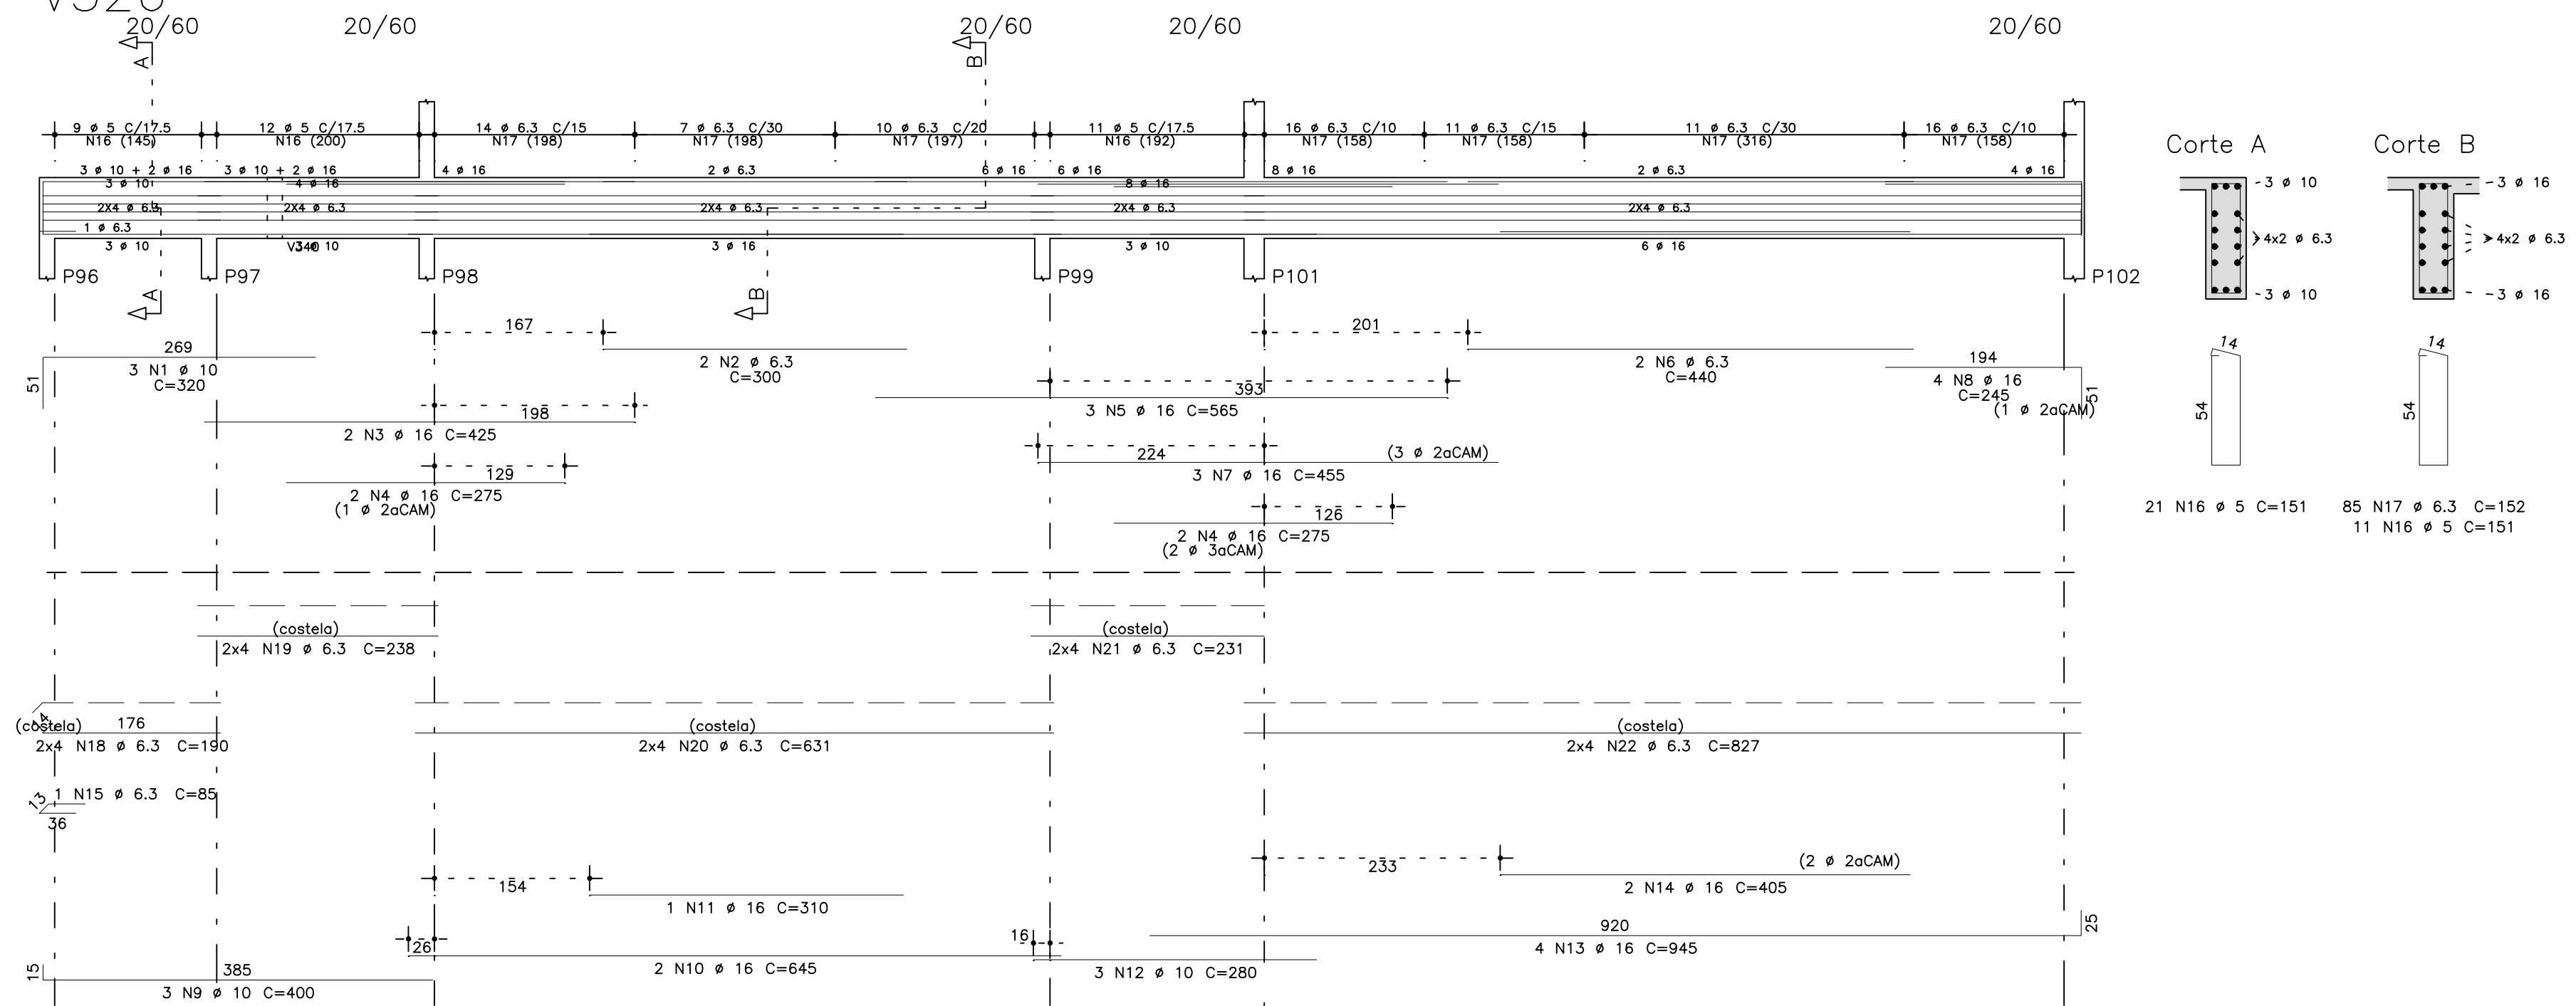 20/60 20/60 20/60 20/60 20/60
A B
9 ø 5 C/17.5 12 ø 5 C/17.5 14 ø 6.3 C/15 7 ø 6.3 C/30 10 ø 6.3 C/20 11 ø 5 C/17.5 16 ø 6.3 C/10 11 ø 6.3 C/15 11 ø 6.3 C/30 16 ø 6.3 C/10
N16 (145) N16 (200) N17 (198) N17 (198) N17 (197) N16 (192) N17 (158) N17 (158) N17 (316) N17 (158)
Corte A Corte B
3 ø 10 + 2 ø 16 3 ø 10 + 2 ø 16 4 ø 16 2 ø 6.3 6 ø 16 6 ø 16 8 ø 16 2 ø 6.3 4 ø 16
3 ø 10 4 ø 16 8 ø 16 3 ø 10 3 ø 16
2X4 ø 6.3 2X4 ø 6.3 2X4 ø 6.3 2X4 ø 6.3 2X4 ø 6.3
1 ø 6.3 4x2 ø 6.3 4x2 ø 6.3
3 ø 10 V340 3 ø 10 3 ø 16 3 ø 10 6 ø 16
P96 P97 P98 P99 P101 P102
A B 3 ø 10 3 ø 16
167 201
269 2 N2 ø 6.3 2 N6 ø 6.3 194 14 14
3 N1 ø 10 C=300 C=440 4 N8 ø 16
C=320 C=245
51 393 51
198 3 N5 ø 16 C=565 (1 ø 2aCAM) 54 54
2 N3 ø 16 C=425
224 (3 ø 2aCAM)
129 3 N7 ø 16 C=455
2 N4 ø 16 C=275
(1 ø 2aCAM) 126 21 N16 ø 5 C=151 85 N17 ø 6.3 C=152
11 N16 ø 5 C=151
2 N4 ø 16 C=275
(2 ø 3aCAM)
(costela) (costela)
2x4 N19 ø 6.3 C=238 2x4 N21 ø 6.3 C=231
14
(costela) 176 (costela) (costela)
2x4 N18 ø 6.3 C=190 2x4 N20 ø 6.3 C=631 2x4 N22 ø 6.3 C=827
13 1 N15 ø 6.3 C=85
36
154 233 (2 ø 2aCAM)
1 N11 ø 16 C=310 2 N14 ø 16 C=405
26 16 920 25
2 N10 ø 16 C=645 4 N13 ø 16 C=945
15 385 3 N12 ø 10 C=280
3 N9 ø 10 C=400